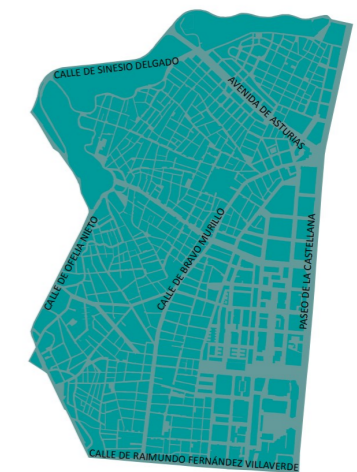 CALLE DE SINESIO DELGADO
AVENIDA DE ASTURIAS
CALLE DE OFELIA NIETO
CALLE DE BRAVO MURILLO
PASEO DE LA CASTELLANA
CALLE DE RAIMUNDO FERNÁNDEZ VILLAVERDE